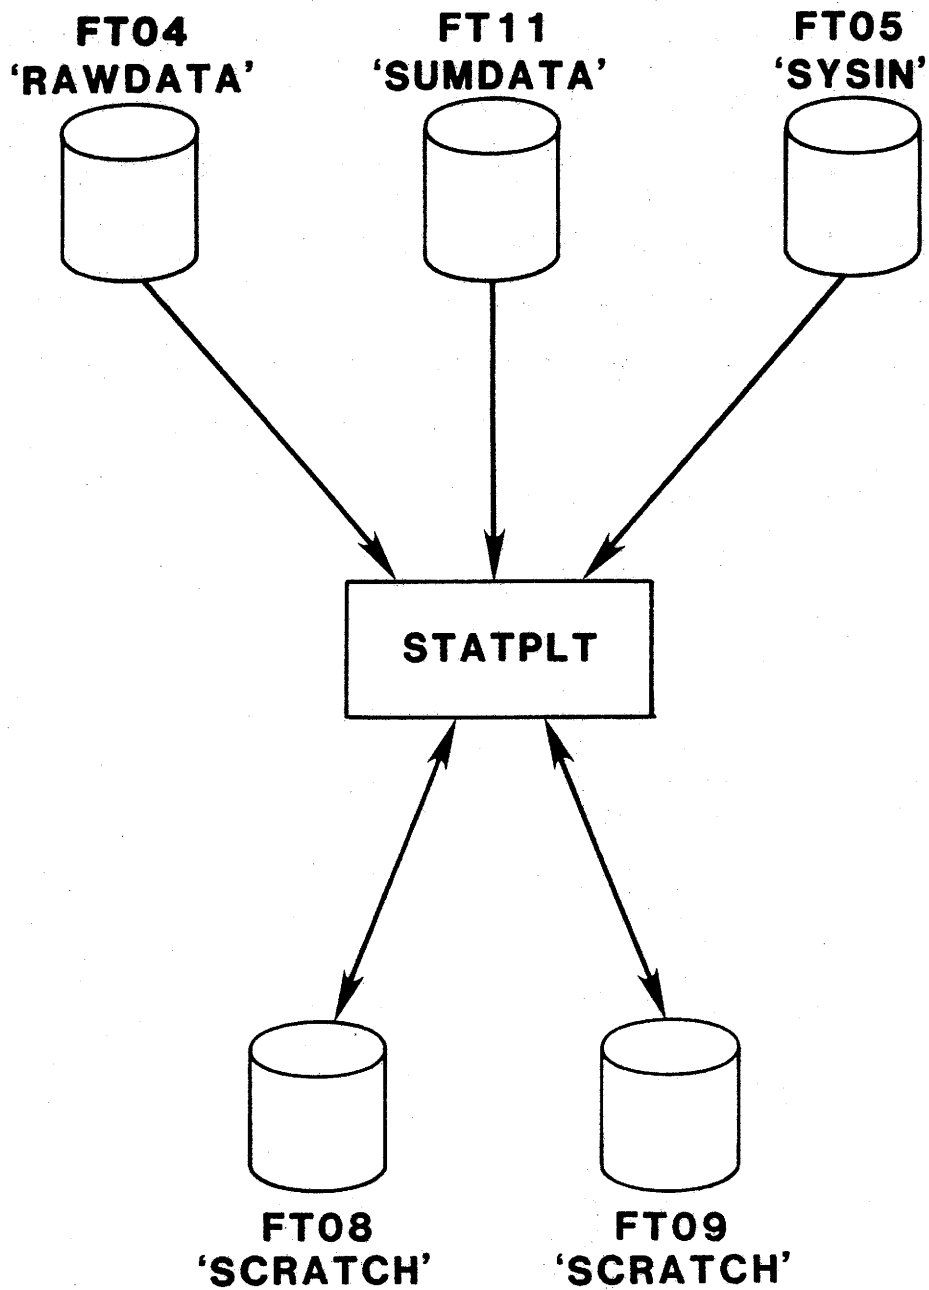 FT04
'RAWDATA'
FT11
'SUMDATA'
FT05
'SYSIN'
STATPLT
FT08
'SCRATCH'
FT09
'SCRATCH'